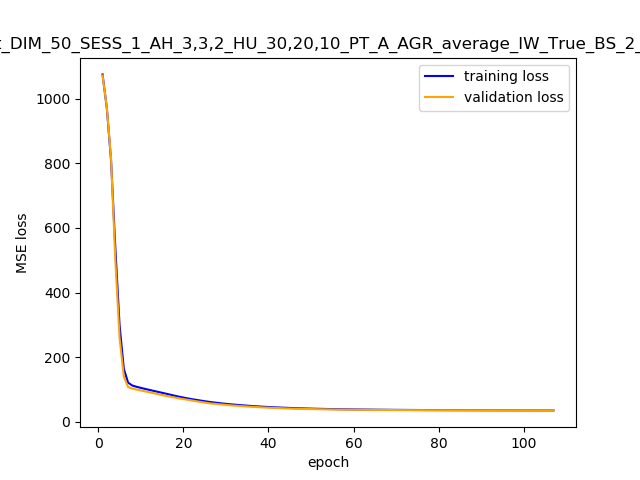 t_DIM_50_SESS_1_AH_3,3,2_HU_30,20,10_PT_A_AGR_average_IW_True_BS_2_
training loss
validation loss
1000
800
600
400
200
0
MSE loss
0 20 40 60 80 100
epoch